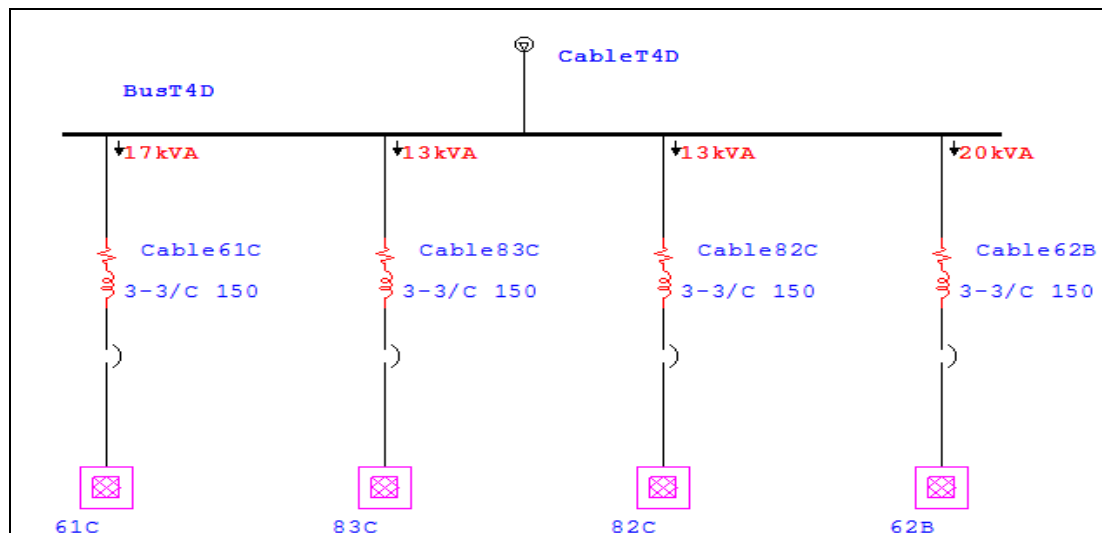 CableT4D
BusT4D
17kVA 13kVA 13kVA 20kVA
Cable61C Cable83C Cable82C Cable62B
3-3/C 150 3-3/C 150 3-3/C 150 3-3/C 150
61C 83C 82C 62B